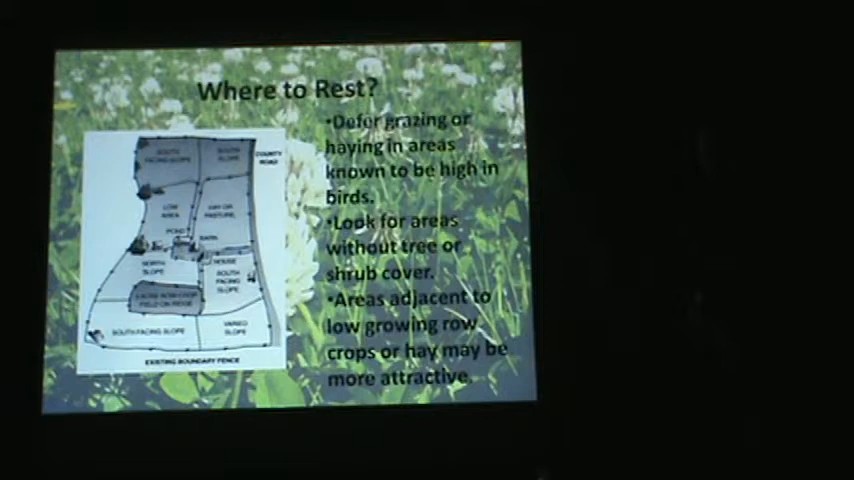 Where to Rest?
•Defer grazing or
haying in areas
known to be high in
birds.
•Look for areas
without tree or
shrub cover.
•Areas adjacent to
low growing row
crops or hay may be
more attractive.
SOUTH
FACING SLOPE
SOUTH
SLOPE
COUNTY
ROAD
LOW
AREA
HAY OR
PASTURE
POND
BARN
NORTH
SLOPE
HOUSE
SOUTH
FACING
SLOPE
FIELD ON RIDGE
SOUTH FACING SLOPE
VARIED
SLOPE
EXISTING BOUNDARY FENCE